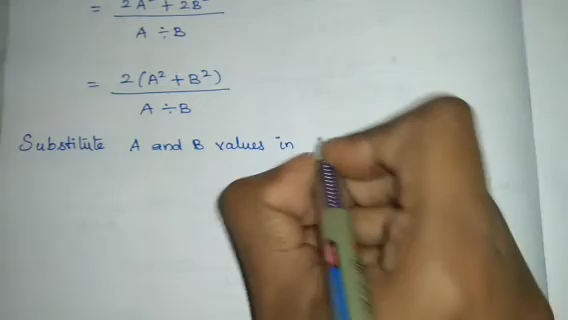 = 2A² + 2B²
A ÷ B
= 2(A² + B²)
A ÷ B
Substitute A and B values in